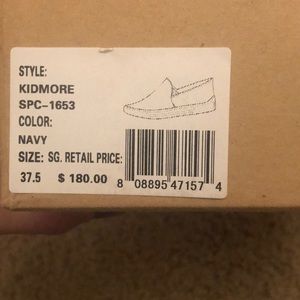 STYLE:
KIDMORE
SPC-1653
COLOR:
NAVY
SIZE: SG. RETAIL PRICE:
37.5 $ 180.00 8 08895 47157 4